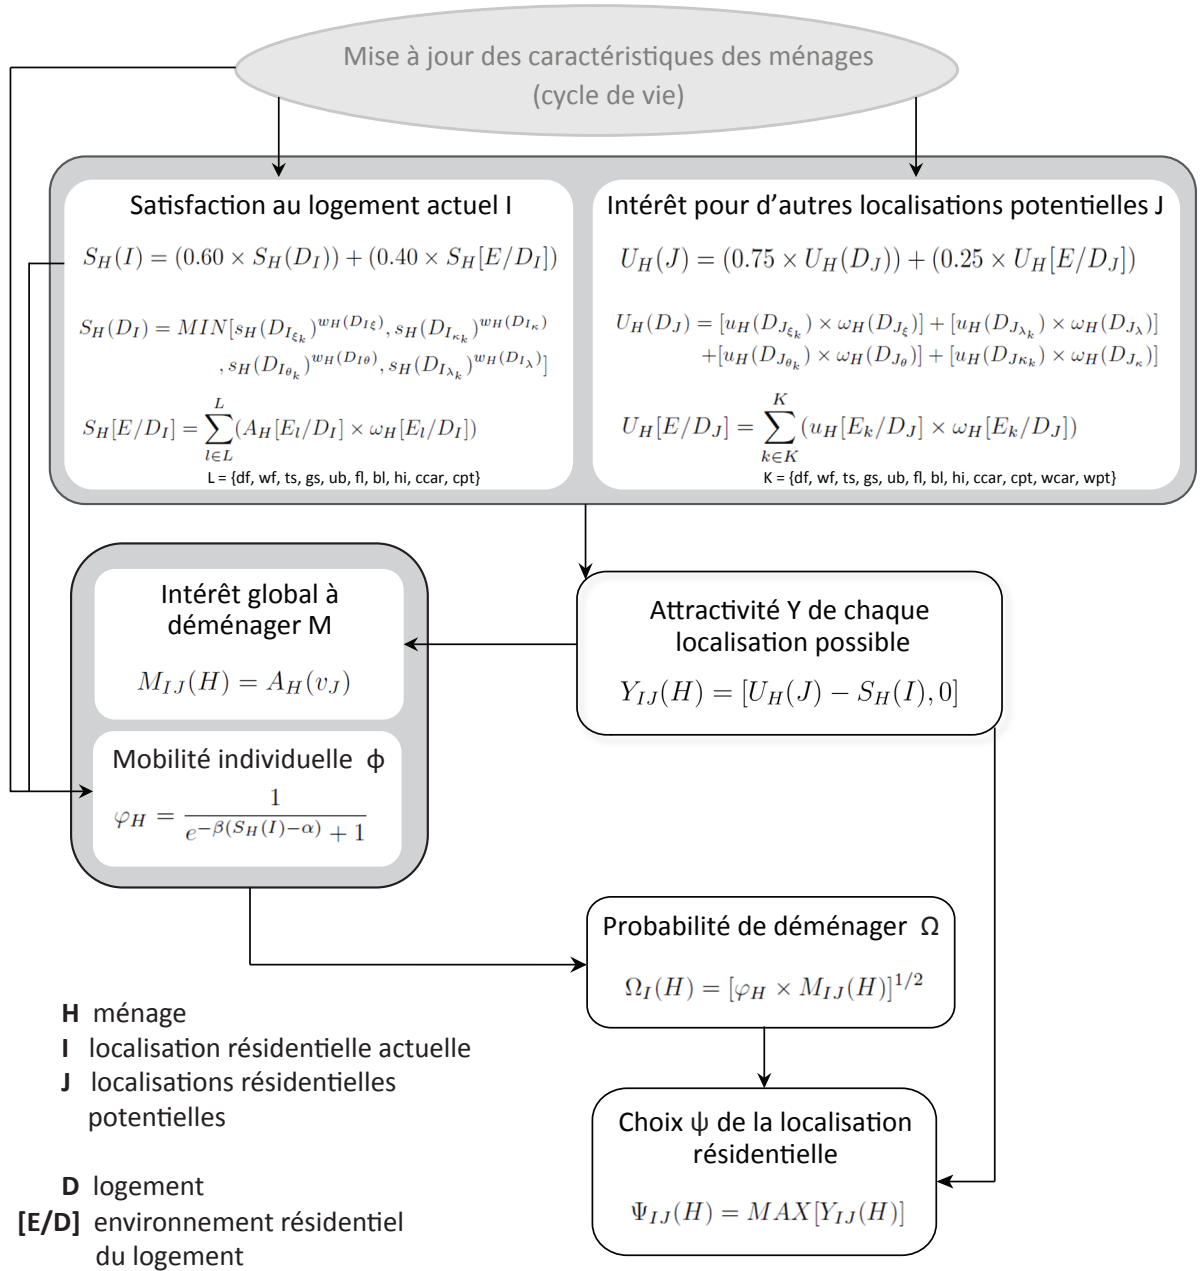 Mise à jour des caractéristiques des ménages
(cycle de vie)
Satisfaction au logement actuel I
S_H(I) = (0.60 × S_H(D_I)) + (0.40 × S_H[E/D_I])
S_H(D_I) = MIN[s_H(D_{I_{ξ_k}})^{w_H(D_{Iξ})}, s_H(D_{I_{κ_k}})^{w_H(D_{I_κ})}
, s_H(D_{I_{θ_k}})^{w_H(D_{Iθ})}, s_H(D_{I_{λ_k}})^{w_H(D_{I_λ})}]
S_H[E/D_I] = \sum_{l∈L}^{L}(A_H[E_l/D_I] × ω_H[E_l/D_I])
L = {df, wf, ts, gs, ub, fl, bl, hi, ccar, cpt}
Intérêt pour d'autres localisations potentielles J
U_H(J) = (0.75 × U_H(D_J)) + (0.25 × U_H[E/D_J])
U_H(D_J) = [u_H(D_{J_{ξ_k}}) × ω_H(D_{J_ξ})] + [u_H(D_{J_{λ_k}}) × ω_H(D_{J_λ})]
+[u_H(D_{J_{θ_k}}) × ω_H(D_{J_θ})] + [u_H(D_{Jκ_k}) × ω_H(D_{J_κ})]
U_H[E/D_J] = \sum_{k∈K}^{K}(u_H[E_k/D_J] × ω_H[E_k/D_J])
K = {df, wf, ts, gs, ub, fl, bl, hi, ccar, cpt, wcar, wpt}
Intérêt global à
déménager M
M_{IJ}(H) = A_H(v_J)
Mobilité individuelle ф
φ_H = \frac{1}{e^{-β(S_H(I)-α)} + 1}
Attractivité Y de chaque
localisation possible
Y_{IJ}(H) = [U_H(J) − S_H(I), 0]
Probabilité de déménager Ω
Ω_I(H) = [φ_H × M_{IJ}(H)]^{1/2}
Choix ψ de la localisation
résidentielle
Ψ_{IJ}(H) = MAX[Y_{IJ}(H)]
H ménage
I localisation résidentielle actuelle
J localisations résidentielles
potentielles
D logement
[E/D] environnement résidentiel
du logement